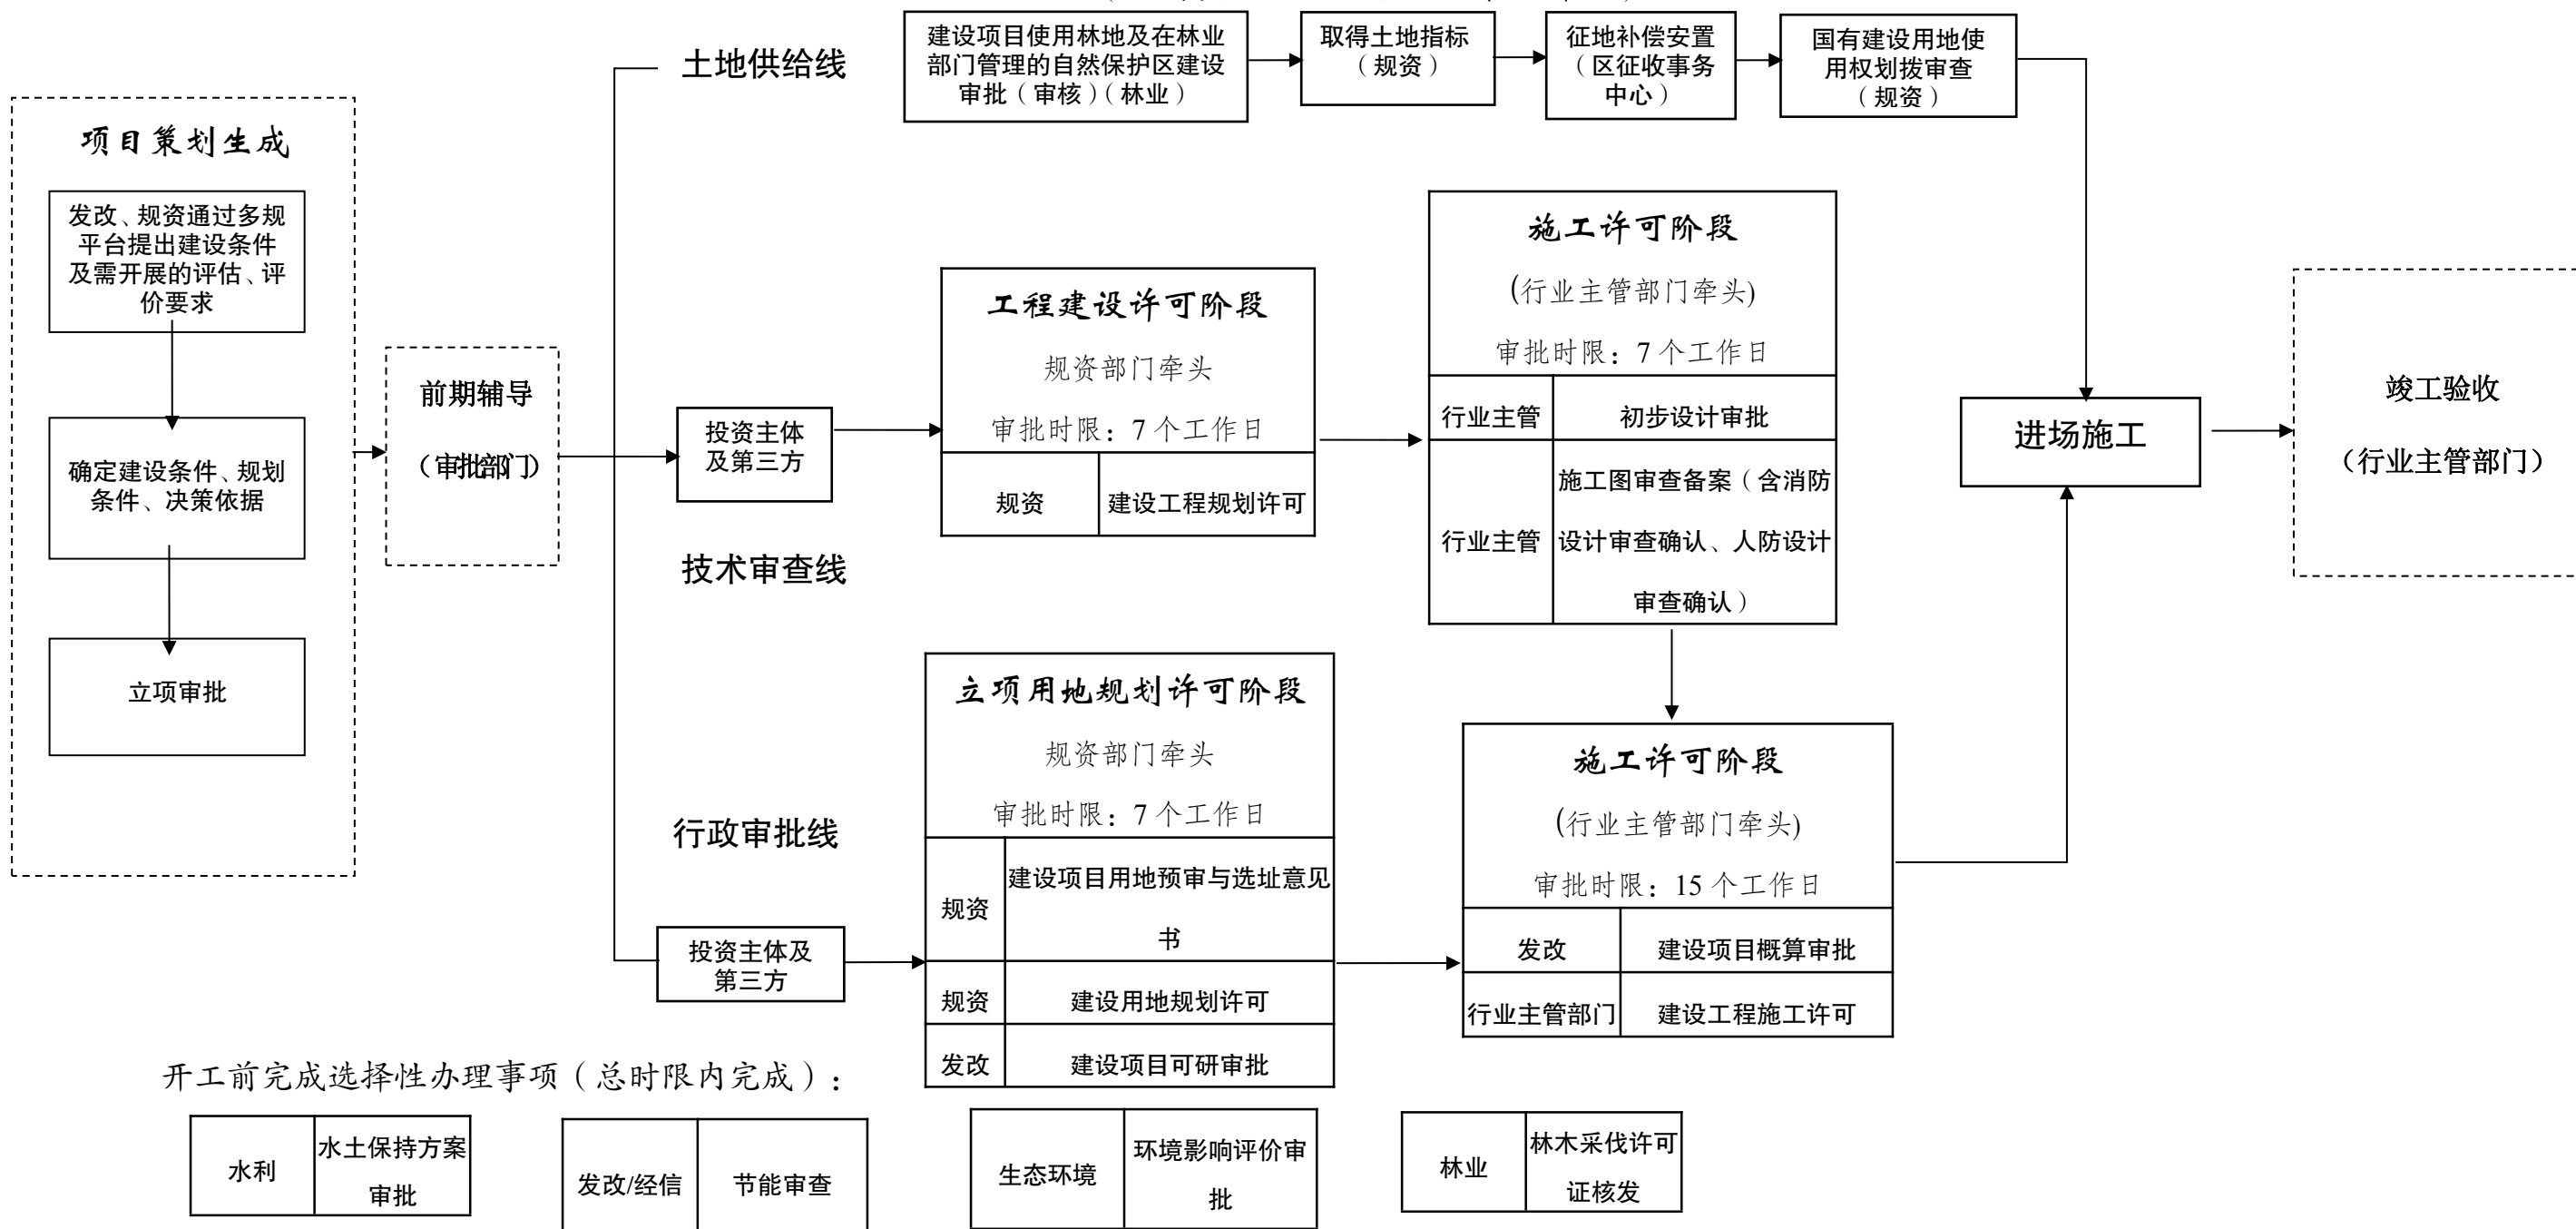 土地供给线
建设项目使用林地及在林业
部门管理的自然保护区建设
审批（审核）（林业）
取得土地指标
（规资）
征地补偿安置
（区征收事务
中心）
国有建设用地使
用权划拨审查
（规资）
项目策划生成
发改、规资通过多规
平台提出建设条件
及需开展的评估、评
价要求
确定建设条件、规划
条件、决策依据
立项审批
前期辅导
（审批部门）
投资主体
及第三方
技术审查线
工程建设许可阶段
规资部门牵头
审批时限：7 个工作日
规资
建设工程规划许可
施工许可阶段
(行业主管部门牵头)
审批时限：7 个工作日
行业主管
初步设计审批
行业主管
施工图审查备案（含消防
设计审查确认、人防设计
审查确认）
进场施工
竣工验收
（行业主管部门）
行政审批线
投资主体及
第三方
立项用地规划许可阶段
规资部门牵头
审批时限：7 个工作日
规资
建设项目用地预审与选址意见
书
规资
建设用地规划许可
发改
建设项目可研审批
施工许可阶段
(行业主管部门牵头)
审批时限：15 个工作日
发改
建设项目概算审批
行业主管部门
建设工程施工许可
开工前完成选择性办理事项（总时限内完成）：
水利
水土保持方案
审批
发改/经信
节能审查
生态环境
环境影响评价审
批
林业
林木采伐许可
证核发